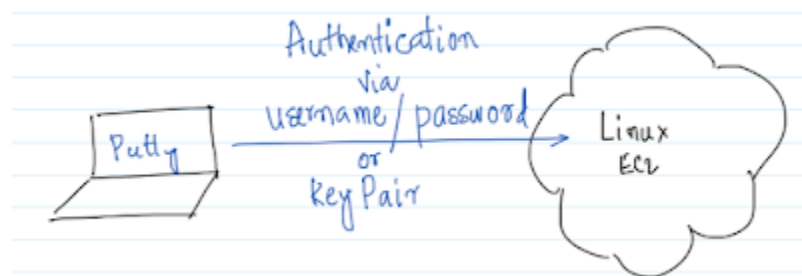 Putty
Authentication
via
username/password
or
Key Pair
Linux
EC2